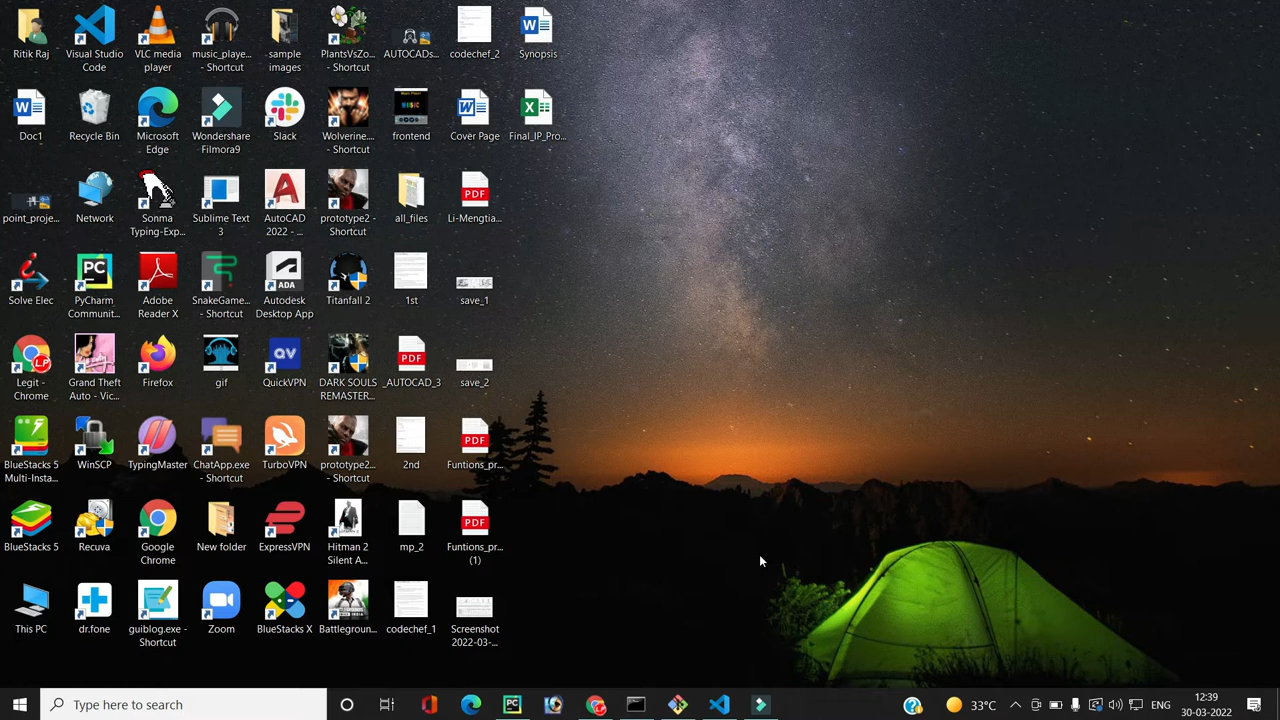 Ritik Raj
Visual Studio
Code
VLC media
player
music_playe...
- Shortcut
sample
images
PlantsVsZo...
- Shortcut
AUTOCADs...
codechef_2
Synopsis
Doc1
Recycle Bin
Microsoft
Edge
Wondershare
Filmora9
Slack
Wolverine....
- Shortcut
frontend
Cover Page
Final_IP_Pro...
point_proje...
Network
Sonma
Typing-Exp...
Sublime Text
3
AutoCAD
2022 - ...
prototype2 -
Shortcut
all_files
PDF
Li-Mengtia...
Solve Elec
PyCharm
Communit...
Adobe
Reader X
SnakeGame...
- Shortcut
Autodesk
Desktop App
Titanfall 2
1st
save_1
Legit -
Chrome
Grand Theft
Auto - Vic...
Firefox
gif
QuickVPN
DARK SOULS
REMASTER...
PDF
_AUTOCAD_3
save_2
BlueStacks 5
Multi-Insta...
WinSCP
TypingMaster
ChatApp.exe
- Shortcut
TurboVPN
prototype2...
- Shortcut
2nd
PDF
Funtions_pr...
BlueStacks 5
Recuva
Google
Chrome
New folder
ExpressVPN
Hitman 2
Silent A...
mp_2
PDF
Funtions_pr...
(1)
This PC
dr.fone
guiblog.exe -
Shortcut
Zoom
BlueStacks X
Battlegroun...
codechef_1
Screenshot
2022-03-...
Type here to search
33°C
ENG
12:39
30-03-2022